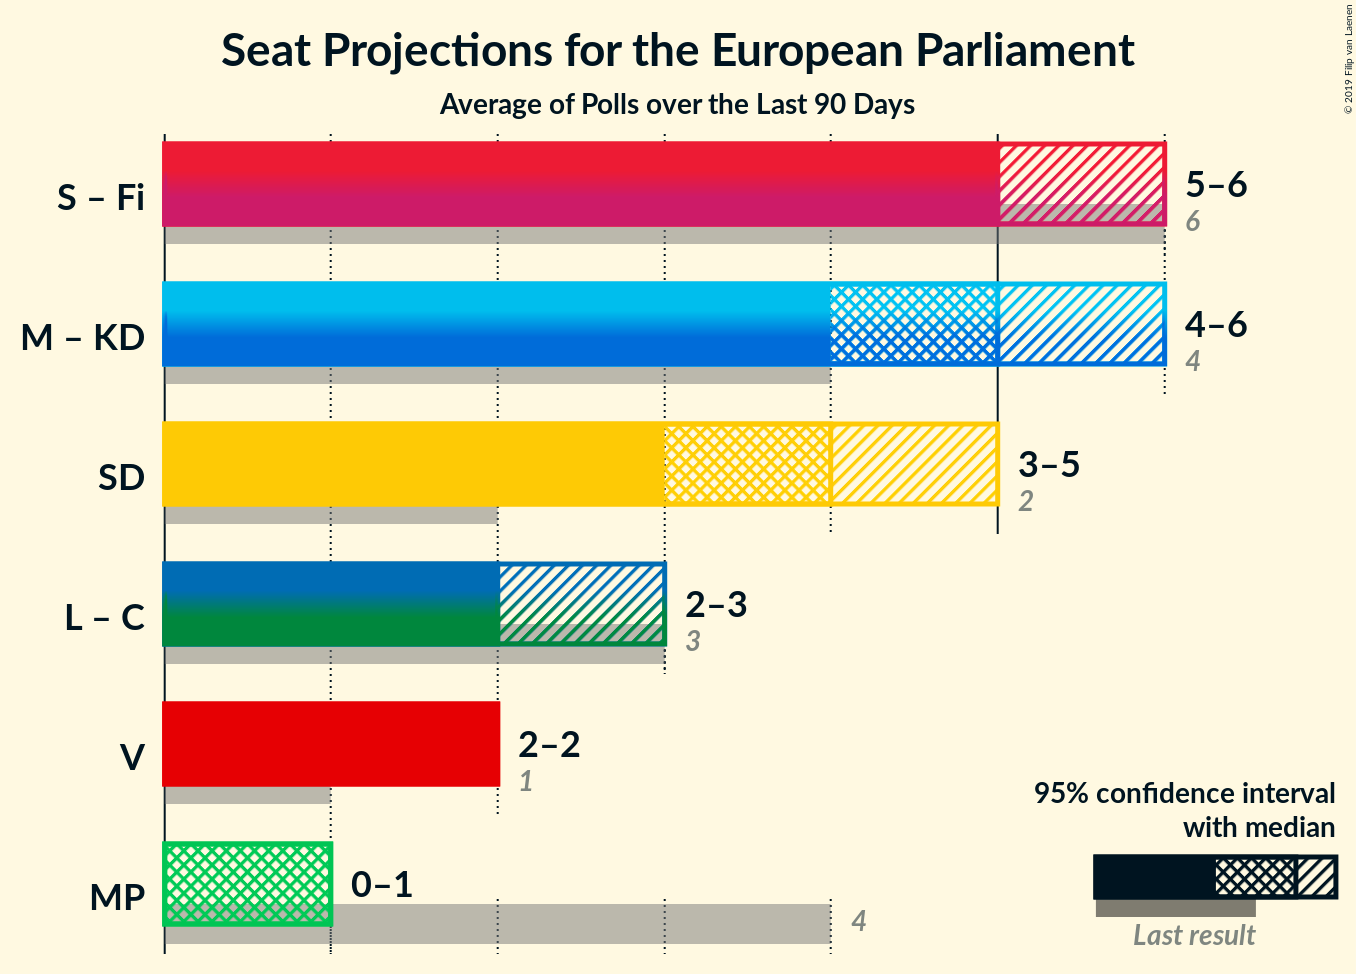 Seat Projections for the European Parliament
Average of Polls over the Last 90 Days
© 2019 Filip van Laenen
S – Fi
5–6
6
M – KD
4–6
4
SD
3–5
2
L – C
2–3
3
V
2–2
1
MP
0–1
4
95% confidence interval
with median
Last result